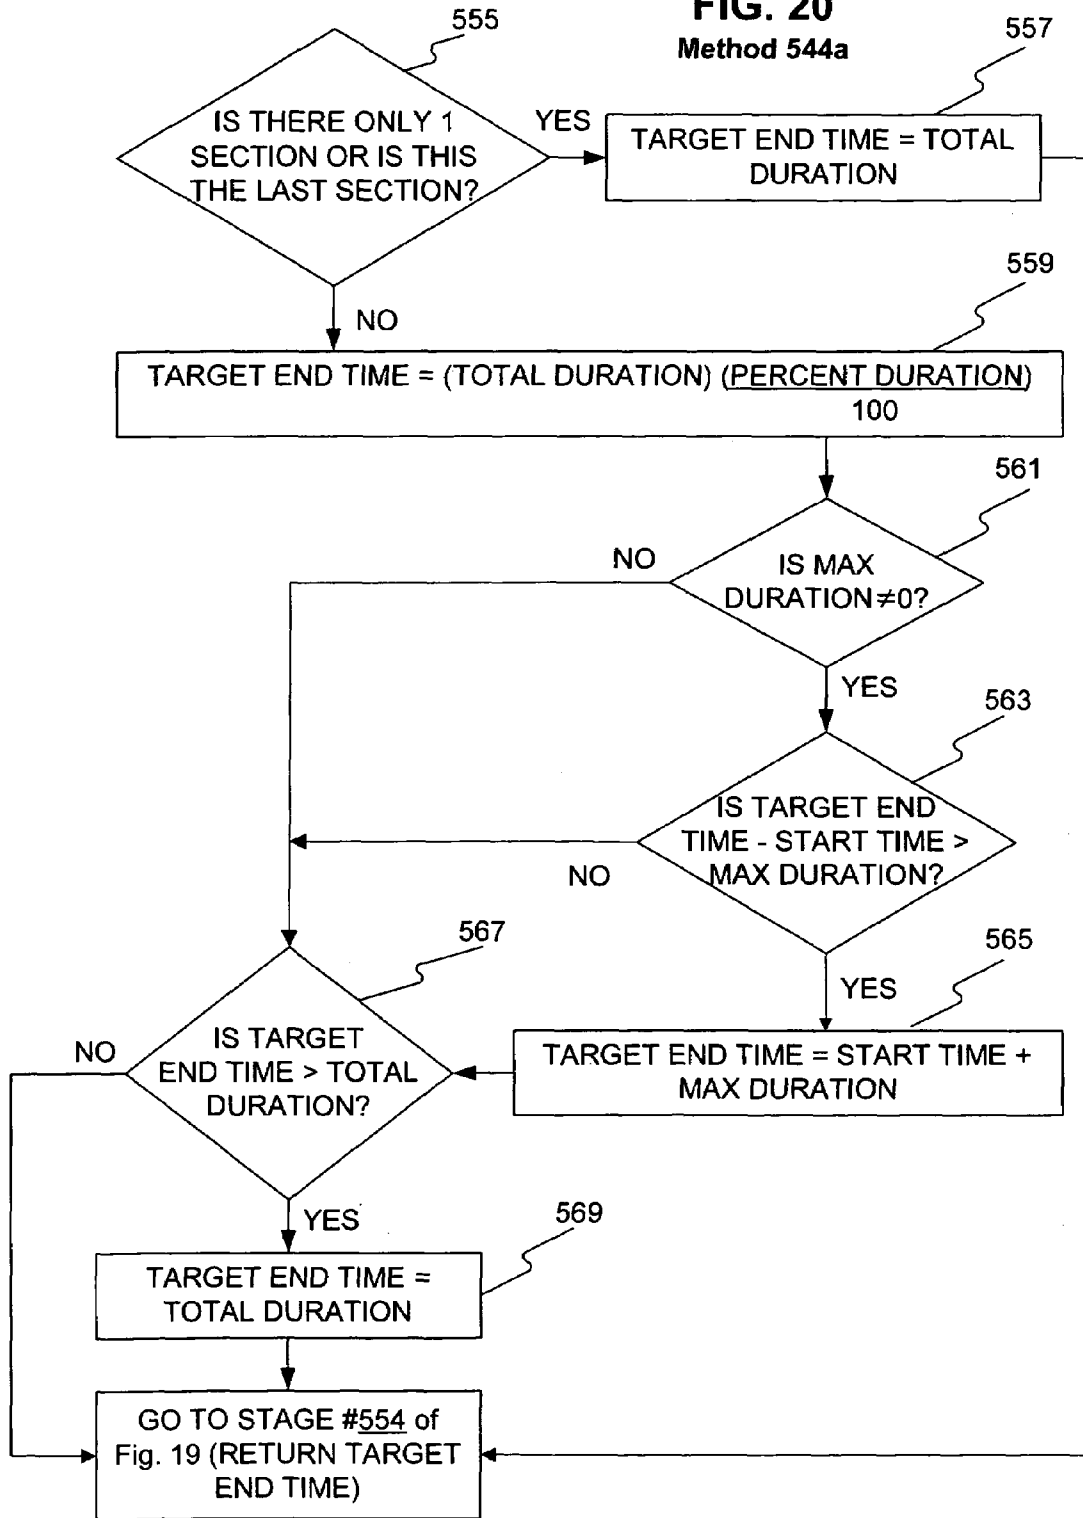 FIG. 20
Method 544a
555
557
IS THERE ONLY 1
SECTION OR IS THIS
THE LAST SECTION?
YES
TARGET END TIME = TOTAL
DURATION
NO
559
TARGET END TIME = (TOTAL DURATION) (PERCENT DURATION)
100
561
IS MAX
DURATION≠0?
NO
YES
563
IS TARGET END
TIME - START TIME >
MAX DURATION?
NO
YES
565
TARGET END TIME = START TIME +
MAX DURATION
567
IS TARGET
END TIME > TOTAL
DURATION?
NO
YES
569
TARGET END TIME =
TOTAL DURATION
GO TO STAGE #554 of
Fig. 19 (RETURN TARGET
END TIME)